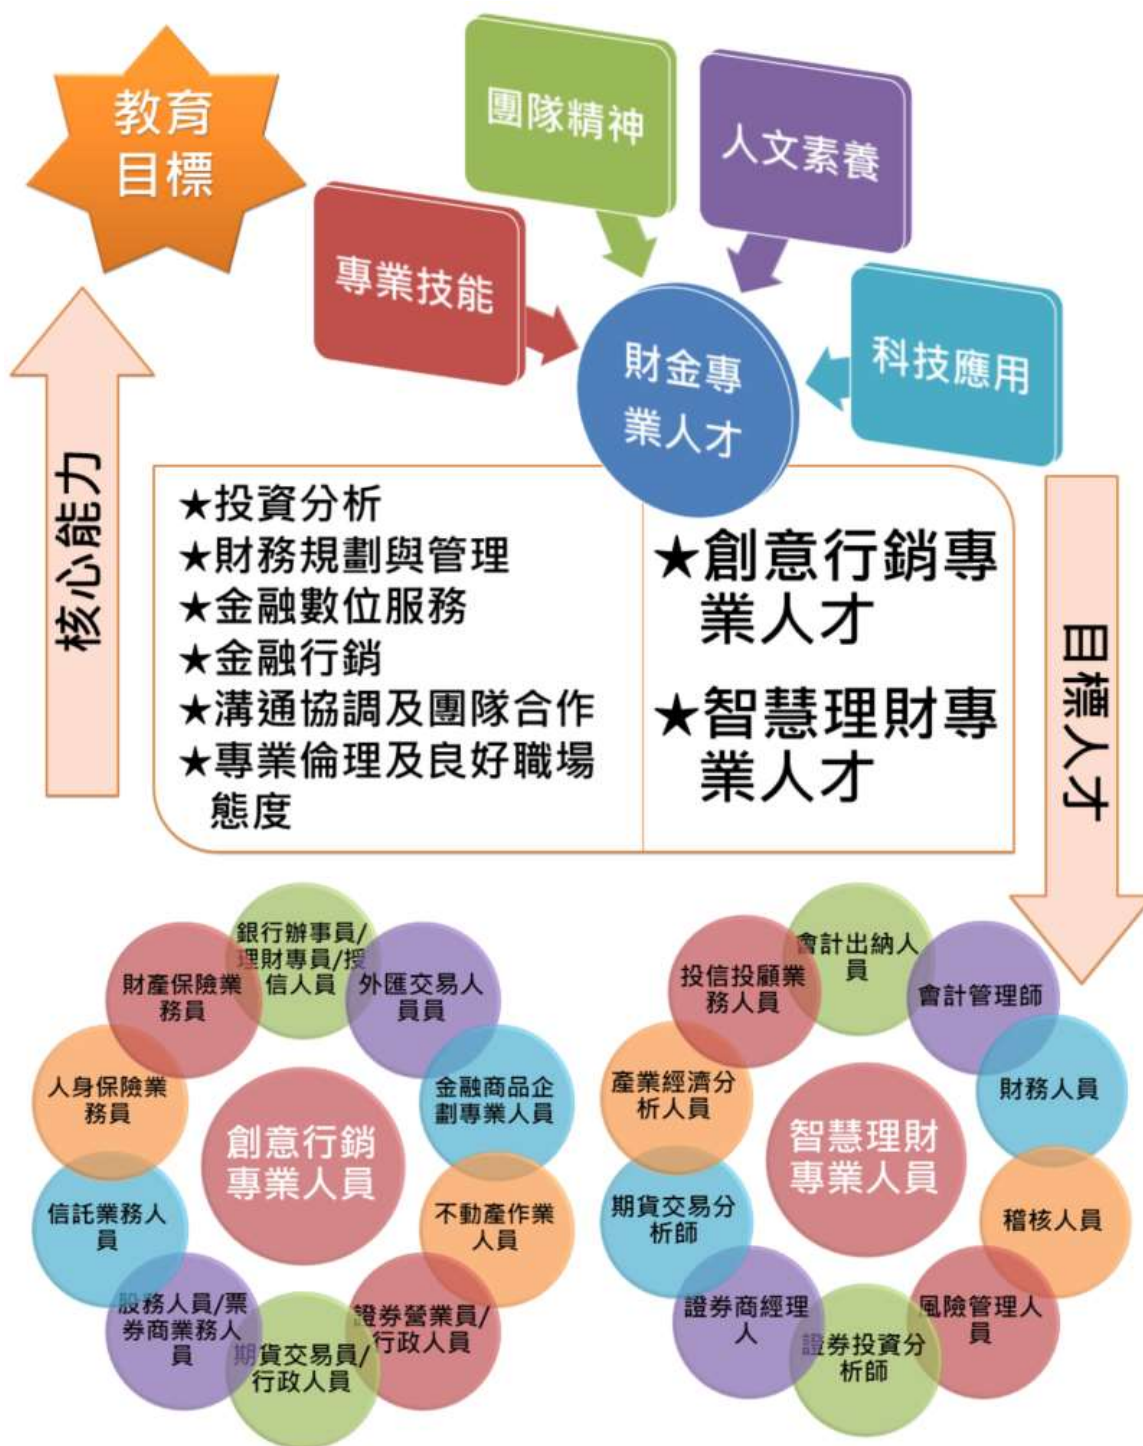 教育
目標
團隊精神
人文素養
專業技能
科技應用
財金專
業人才
核心能力
★投資分析
★財務規劃與管理
★金融數位服務
★金融行銷
★溝通協調及團隊合作
★專業倫理及良好職場
態度
★創意行銷專
業人才
★智慧理財專
業人才
目標人才
銀行辦事員/
理財專員/授
信人員
外匯交易人
員員
金融商品企
劃專業人員
不動產作業
人員
證券營業員/
行政人員
期貨交易員/
行政人員
股務人員/票
券商業務人
員
信託業務人
員
人身保險業
務員
財產保險業
務員
創意行銷
專業人員
會計出納人
員
會計管理師
財務人員
稽核人員
風險管理人
員
證券投資分
析師
證券商經理
人
期貨交易分
析師
產業經濟分
析人員
投信投顧業
務人員
智慧理財
專業人員